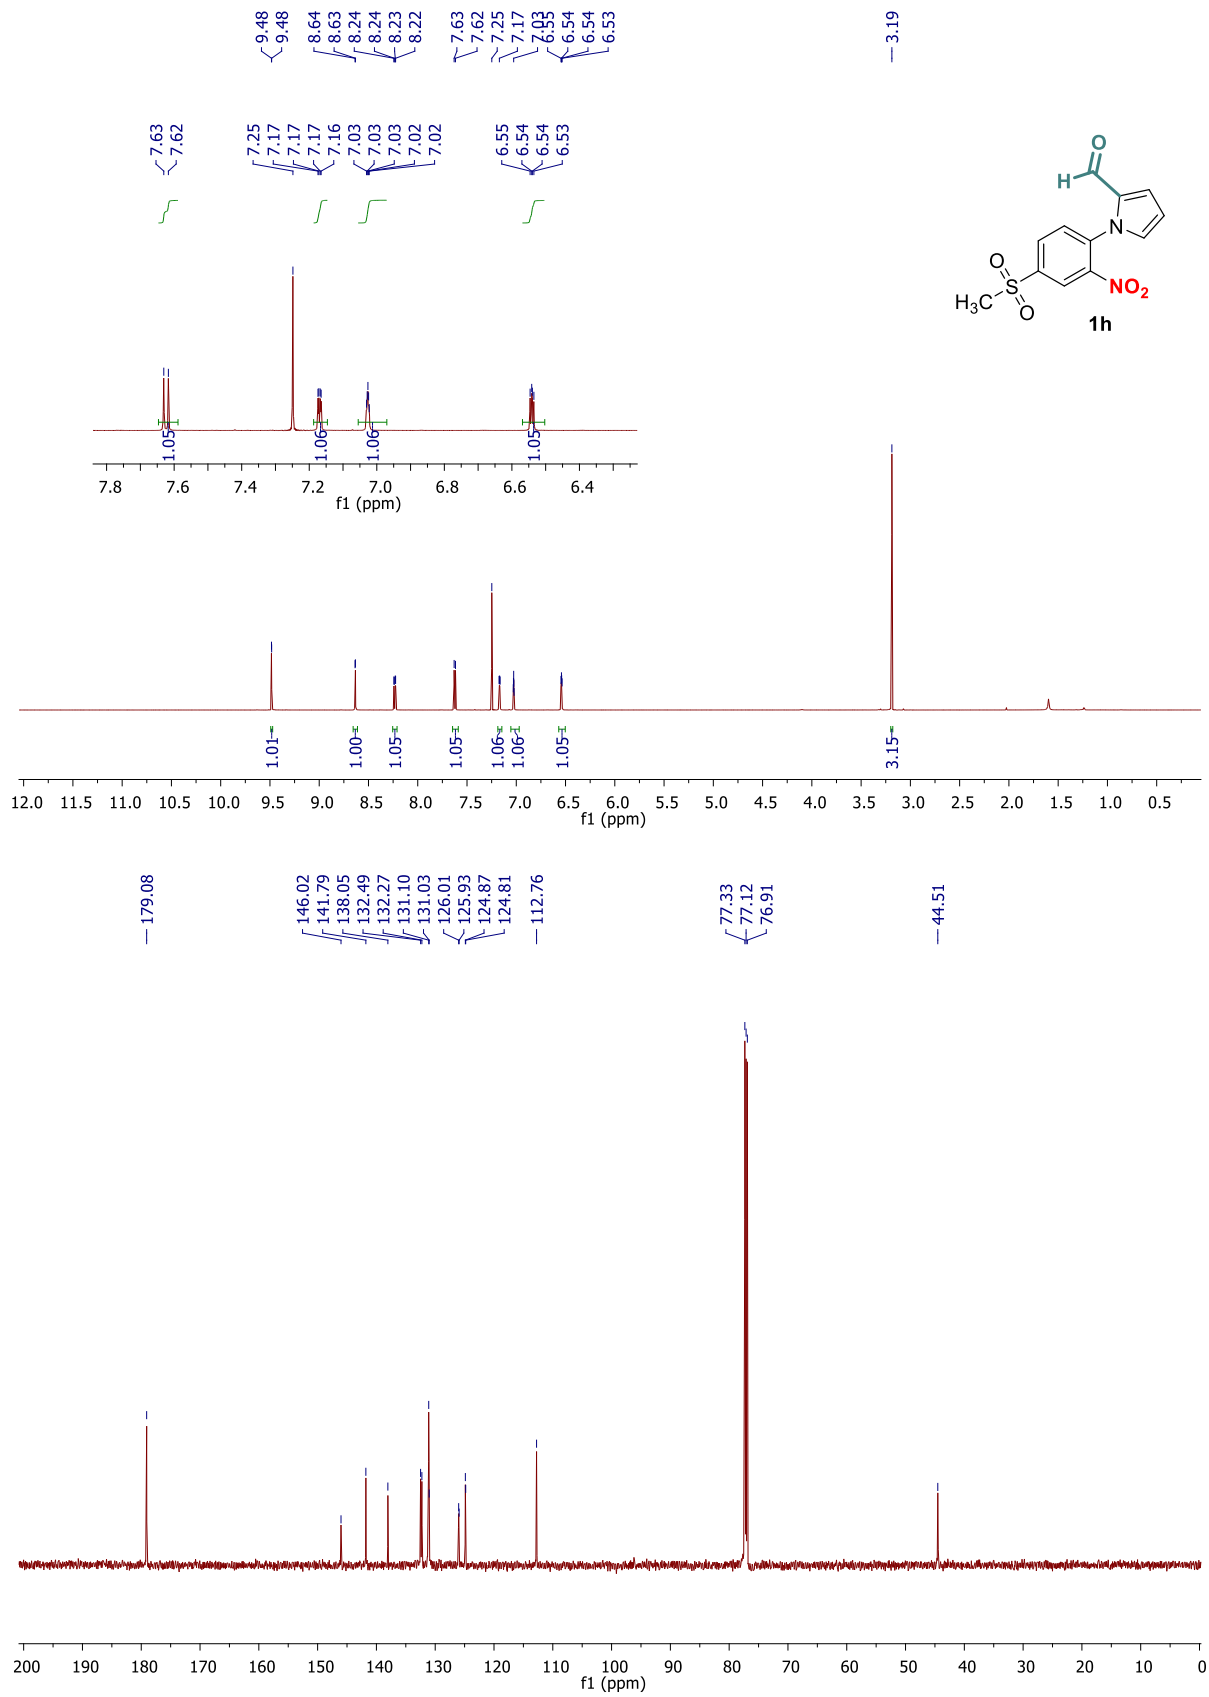 9.48 9.48 8.64 8.63 8.24 8.24 8.23 8.22 7.63 7.62 7.25 7.17 7.03 6.55 6.54 6.54 6.53 3.19
7.63 7.62 7.25 7.17 7.17 7.17 7.16 7.03 7.03 7.03 7.02 7.02 6.55 6.54 6.54 6.53
O
H
N
O
S
NO2
H3C
O
1h
1.05 1.06 1.06 1.05
7.8 7.6 7.4 7.2 7.0 6.8 6.6 6.4
f1 (ppm)
1.01 1.00 1.05 1.05 1.06 1.06 1.05 3.15
12.0 11.5 11.0 10.5 10.0 9.5 9.0 8.5 8.0 7.5 7.0 6.5 6.0 5.5 5.0 4.5 4.0 3.5 3.0 2.5 2.0 1.5 1.0 0.5
f1 (ppm)
179.08 146.02 141.79 138.05 132.49 132.27 131.10 131.03 126.01 125.93 124.87 124.81 112.76 77.33 77.12 76.91 44.51
200 190 180 170 160 150 140 130 120 110 100 90 80 70 60 50 40 30 20 10 0
f1 (ppm)